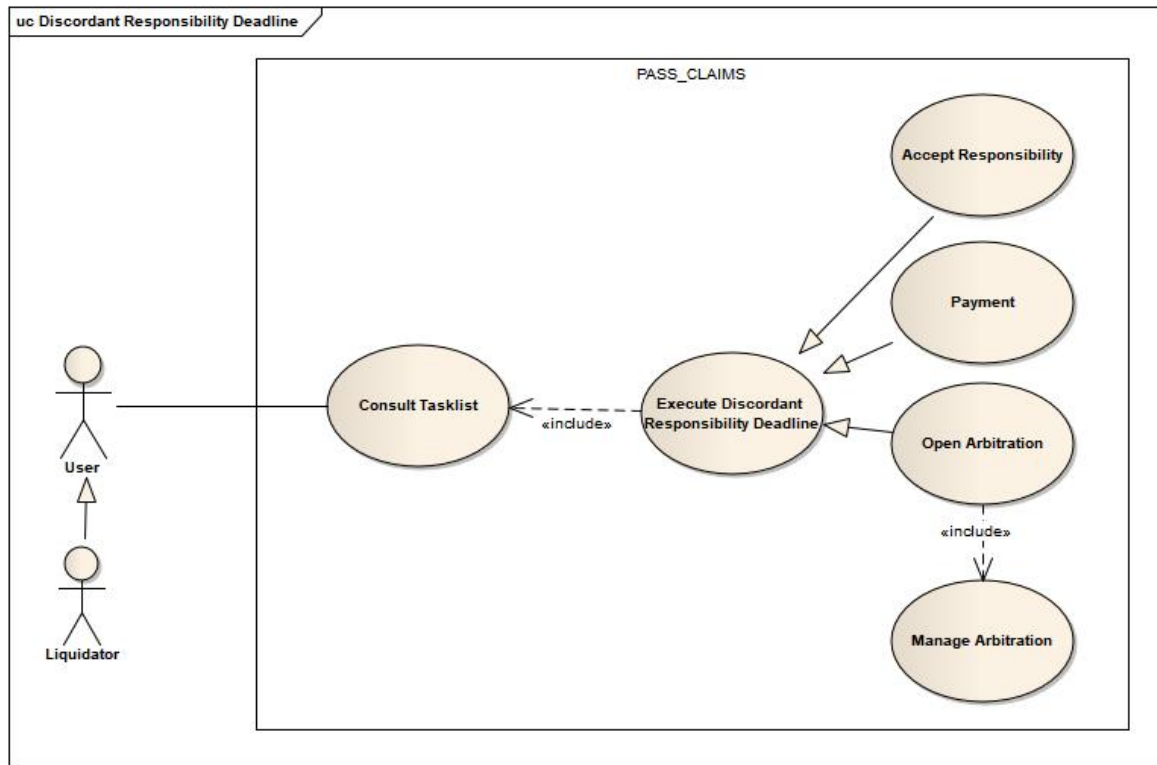 uc Discordant Responsibility Deadline
PASS_CLAIMS
Accept Responsibility
Payment
Consult Tasklist
«include»
Execute Discordant
Responsibility Deadline
Open Arbitration
User
«include»
Manage Arbitration
Liquidator